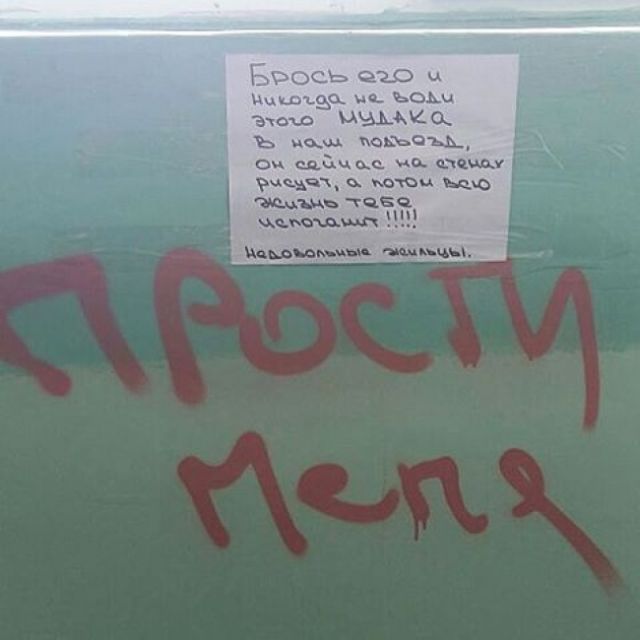 Брось его и
никогда не води
этого МУДАКА
в наш подъезд,
он сейчас на стенах
рисует, а потом всю
жизнь тебе
испоганит!!!!!
Недовольные жильцы.
ПРОСТИ
Меня